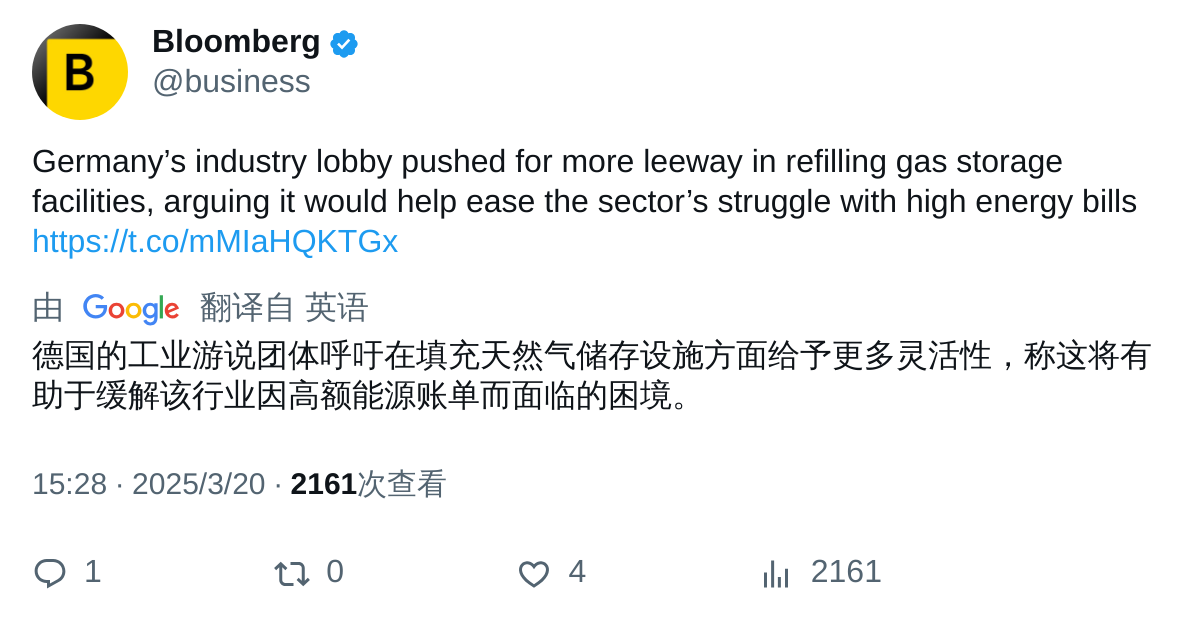 B
Bloomberg
@business
Germany’s industry lobby pushed for more leeway in refilling gas storage
facilities, arguing it would help ease the sector’s struggle with high energy bills
https://t.co/mMIaHQKTGx
由 Google 翻译自 英语
德国的工业游说团体呼吁在填充天然气储存设施方面给予更多灵活性，称这将有
助于缓解该行业因高额能源账单而面临的困境。
15:28 · 2025/3/20 · 2161次查看
1 0 4 2161